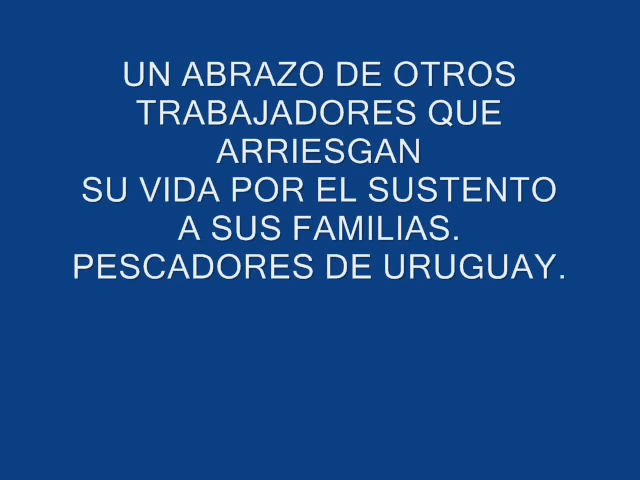 UN ABRAZO DE OTROS
TRABAJADORES QUE
ARRIESGAN
SU VIDA POR EL SUSTENTO
A SUS FAMILIAS.
PESCADORES DE URUGUAY.